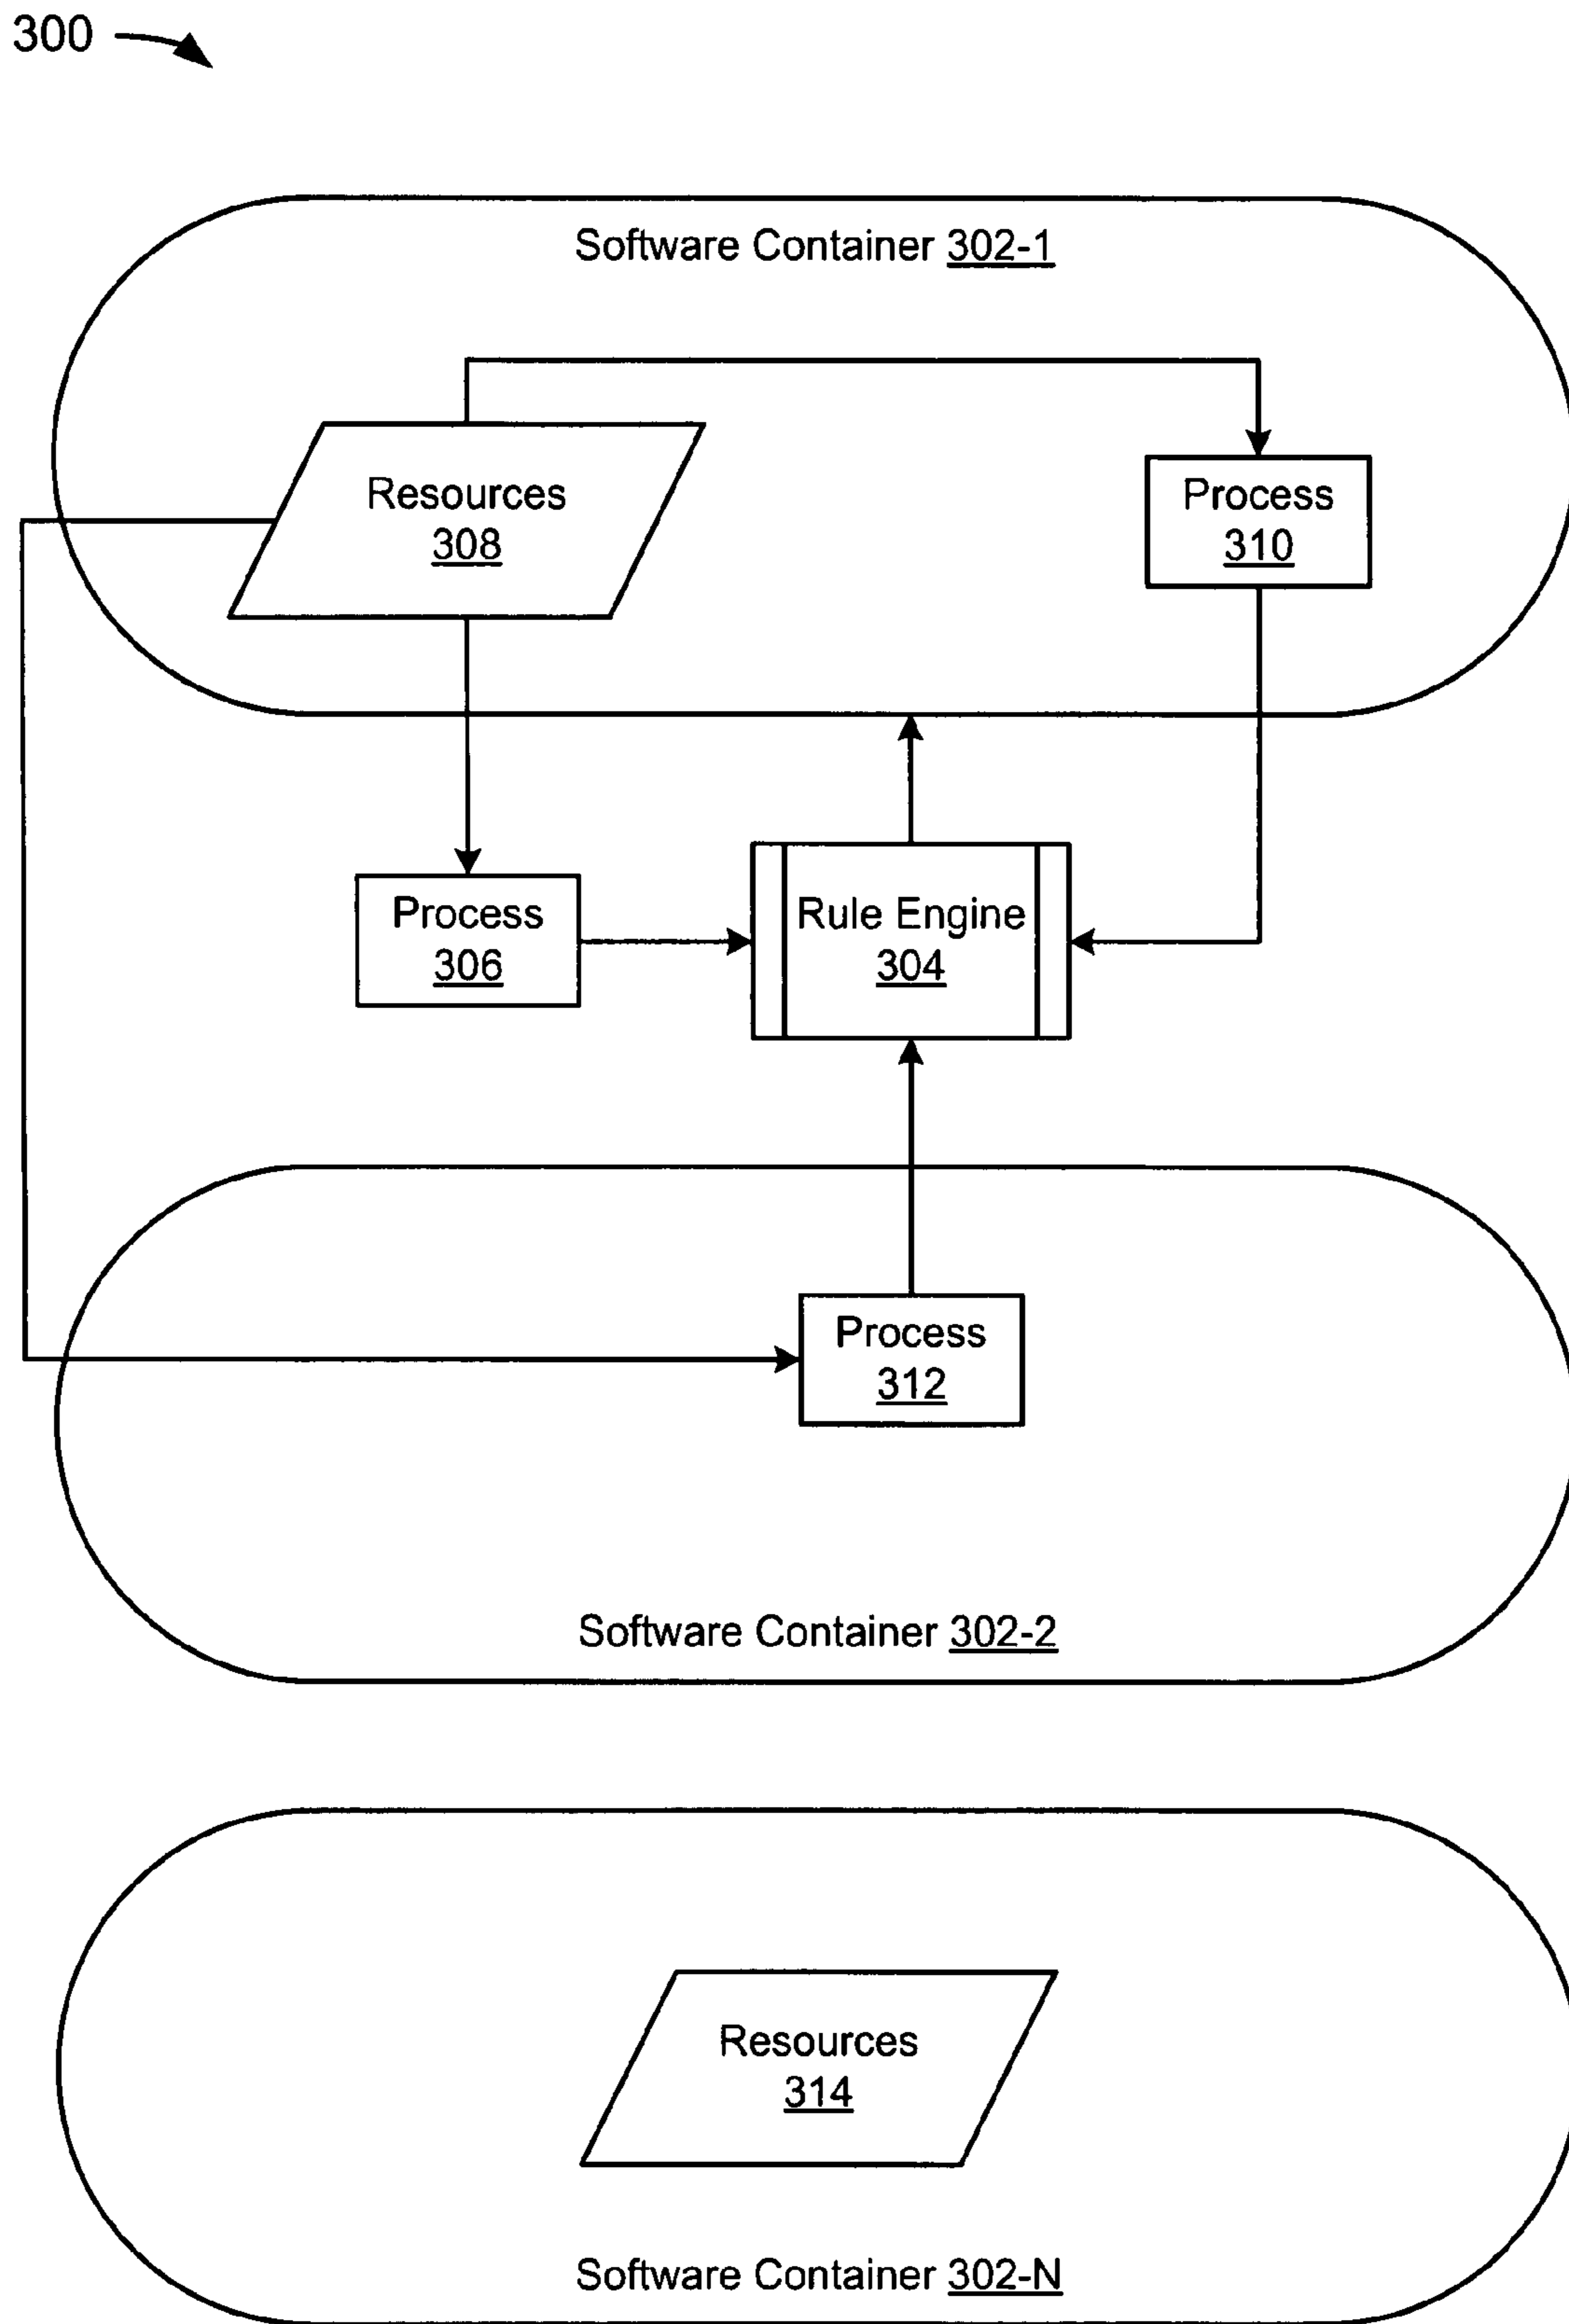 300
Software Container 302-1
Resources
308
Process
310
Process
306
Rule Engine
304
Process
312
Software Container 302-2
Resources
314
Software Container 302-N